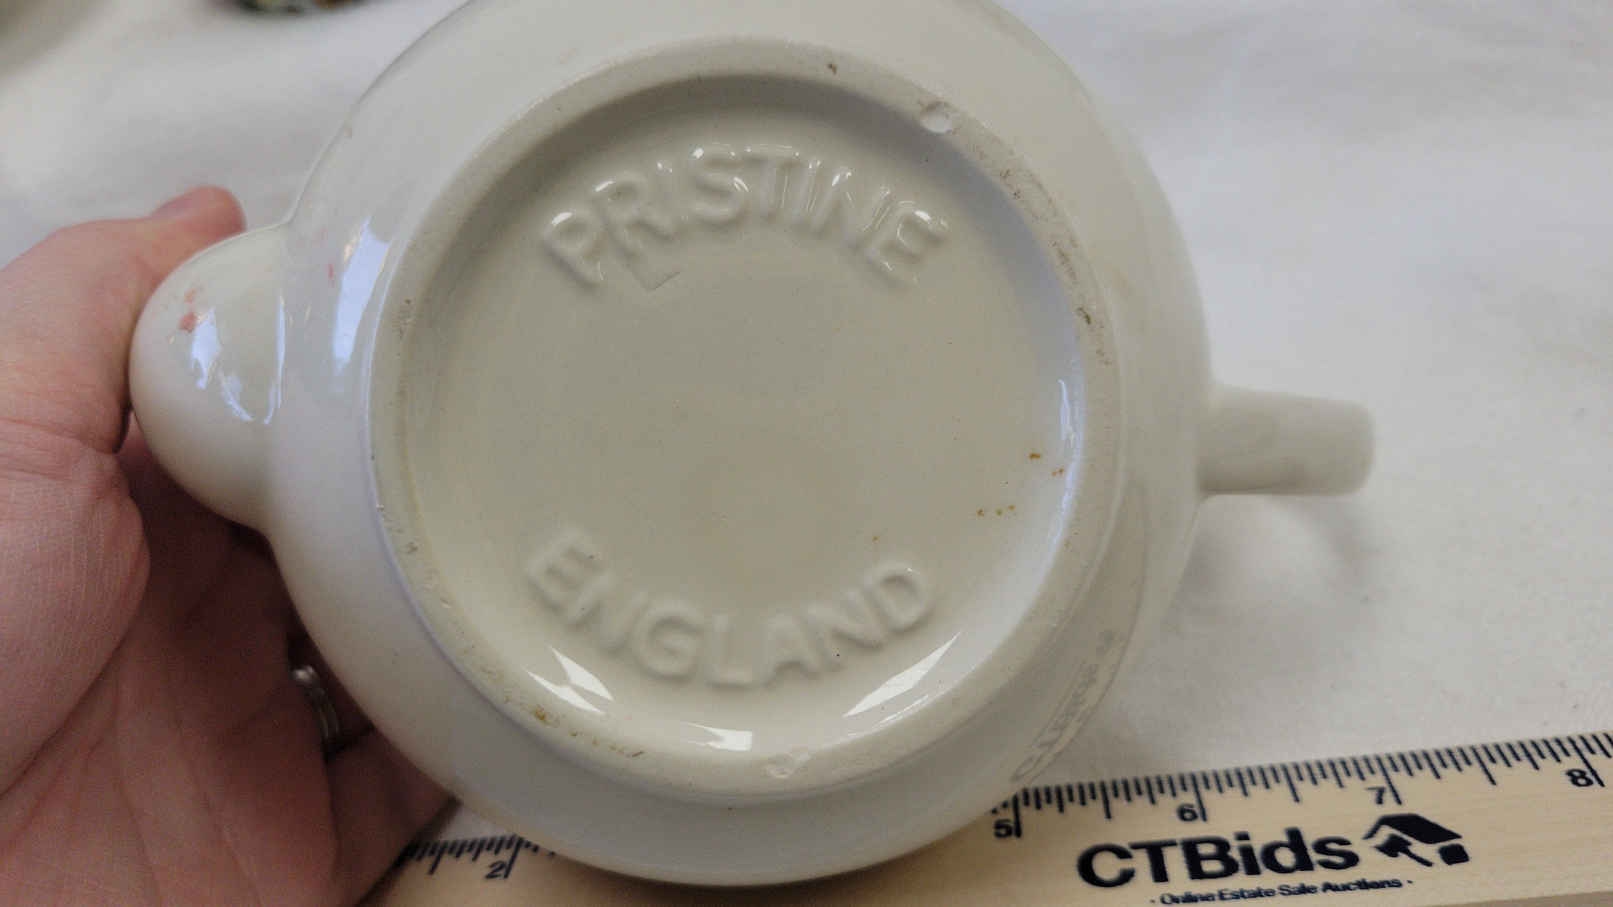 PRISTINE
ENGLAND
2 5 6 7 8
CTBids
· Online Estate Sale Auctions ·